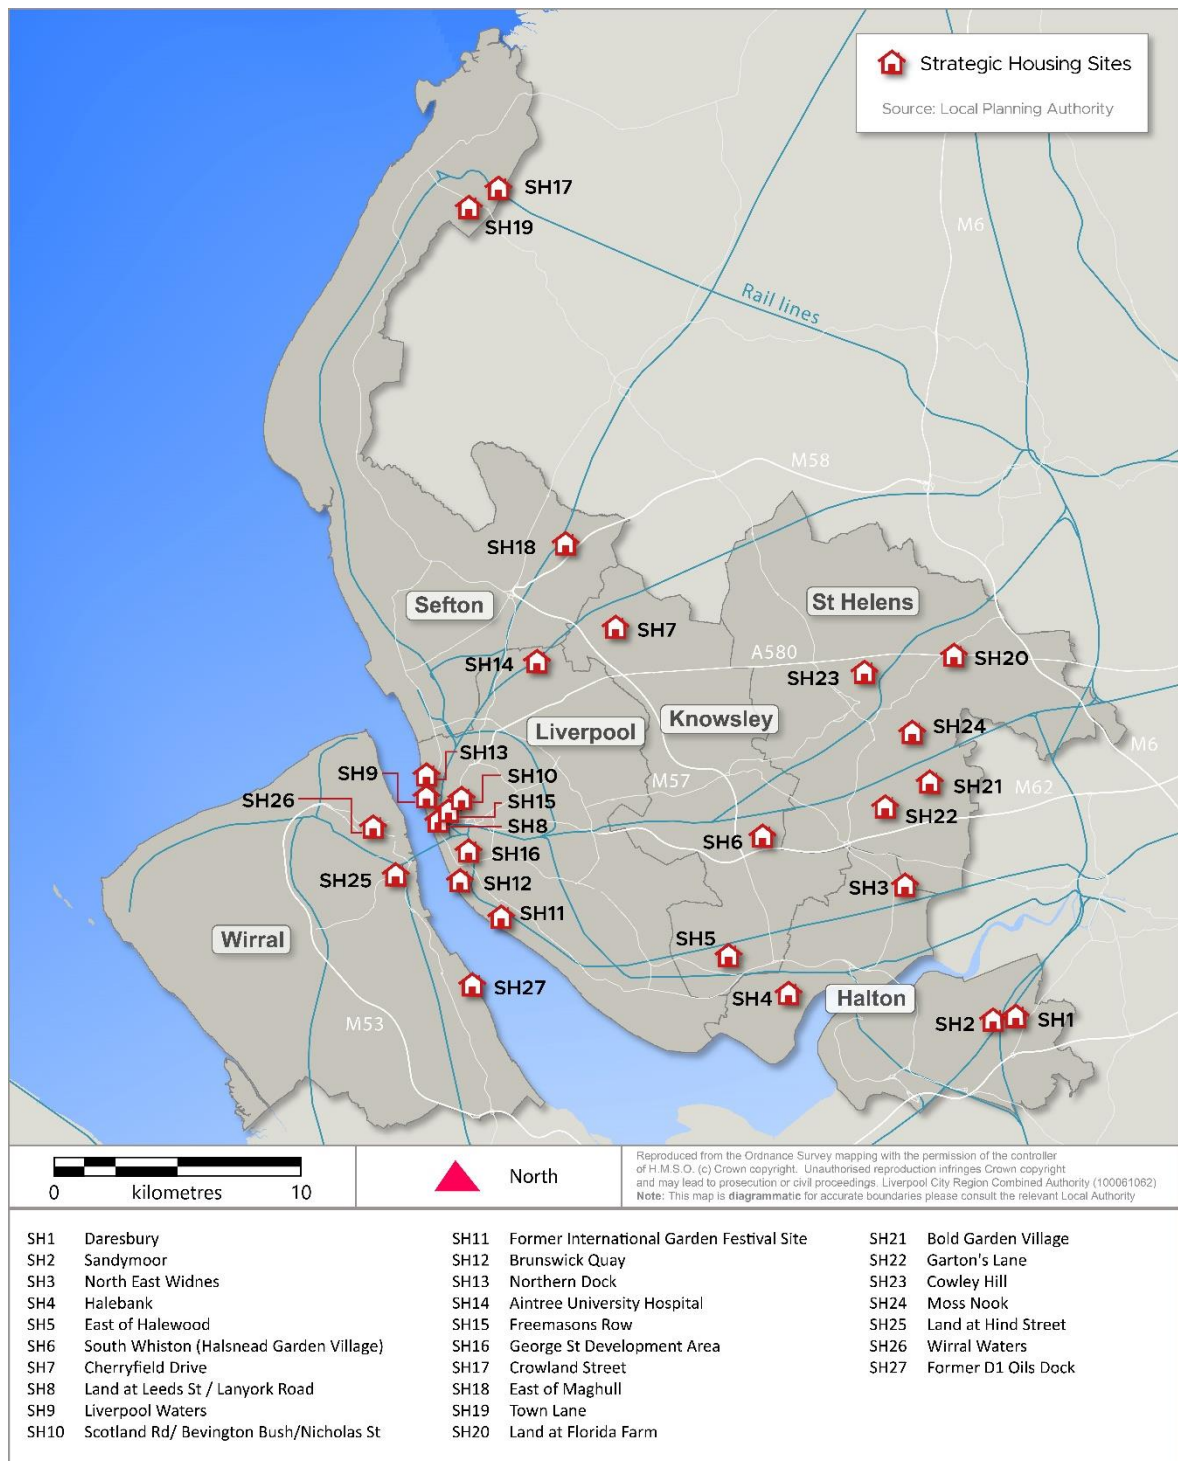 Strategic Housing Sites
Source: Local Planning Authority
SH17
SH19
M6
Rail lines
M58
SH18
Sefton
St Helens
SH7
SH14
A580
SH20
SH23
Knowsley
Liverpool
SH24
M6
SH13
SH9
SH10
M57
SH21
M62
SH26
SH15
SH22
SH8
SH6
SH16
SH25
SH12
SH3
SH11
Wirral
SH5
SH27
SH4
Halton
M53
SH2
SH1
0 kilometres 10
North
Reproduced from the Ordnance Survey mapping with the permission of the controller
of H.M.S.O. (c) Crown copyright. Unauthorised reproduction infringes Crown copyright
and may lead to prosecution or civil proceedings. Liverpool City Region Combined Authority (100061062)
Note: This map is diagrammatic for accurate boundaries please consult the relevant Local Authority
SH1 Daresbury
SH2 Sandymoor
SH3 North East Widnes
SH4 Halebank
SH5 East of Halewood
SH6 South Whiston (Halsnead Garden Village)
SH7 Cherryfield Drive
SH8 Land at Leeds St / Lanyork Road
SH9 Liverpool Waters
SH10 Scotland Rd/ Bevington Bush/Nicholas St
SH11 Former International Garden Festival Site
SH12 Brunswick Quay
SH13 Northern Dock
SH14 Aintree University Hospital
SH15 Freemasons Row
SH16 George St Development Area
SH17 Crowland Street
SH18 East of Maghull
SH19 Town Lane
SH20 Land at Florida Farm
SH21 Bold Garden Village
SH22 Garton's Lane
SH23 Cowley Hill
SH24 Moss Nook
SH25 Land at Hind Street
SH26 Wirral Waters
SH27 Former D1 Oils Dock